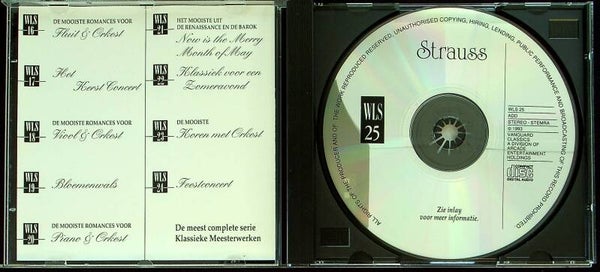 WLS
16
DE MOOISTE ROMANCES VOOR
Fluit & Orkest
WLS
17
Het
Kerst Concert
WLS
18
DE MOOISTE ROMANCES VOOR
Viool & Orkest
WLS
19
Bloemenwals
WLS
20
DE MOOISTE ROMANCES VOOR
Piano & Orkest
WLS
21
HET MOOISTE UIT
DE RENAISSANCE EN DE BAROK
Now is the Merry
Month of May
WLS
22
Klassiek voor een
Zomeravond
WLS
23
DE MOOISTE
Koren met Orkest
WLS
24
Feestconcert
De meest complete serie
Klassieke Meesterwerken
Strauss
WLS
25
WLS 25
ADD
STEREO - STEMRA
℗ 1993
VANGUARD
CLASSICS
A DIVISION OF
ARCADE
ENTERTAINMENT
HOLDINGS
COMPACT
disc
DIGITAL AUDIO
Zie inlay
voor meer informatie.
ALL RIGHTS OF THE PRODUCER AND OF THE WORK REPRODUCED RESERVED. UNAUTHORISED COPYING, HIRING, LENDING, PUBLIC PERFORMANCE AND BROADCASTING OF THIS RECORD PROHIBITED.